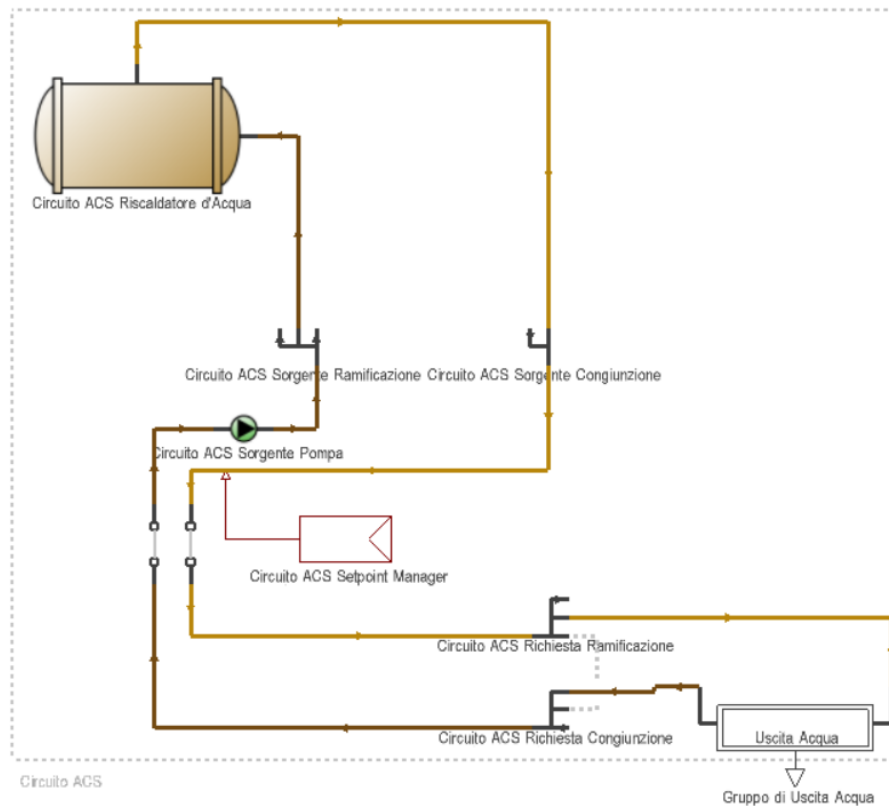 Circuito ACS Riscaldatore d'Acqua
Circuito ACS Sorgente Ramificazione
Circuito ACS Sorgente Congiunzione
Circuito ACS Sorgente Pompa
Circuito ACS Setpoint Manager
Circuito ACS Richiesta Ramificazione
Circuito ACS Richiesta Congiunzione
Uscita Acqua
Circuito ACS
Gruppo di Uscita Acqua